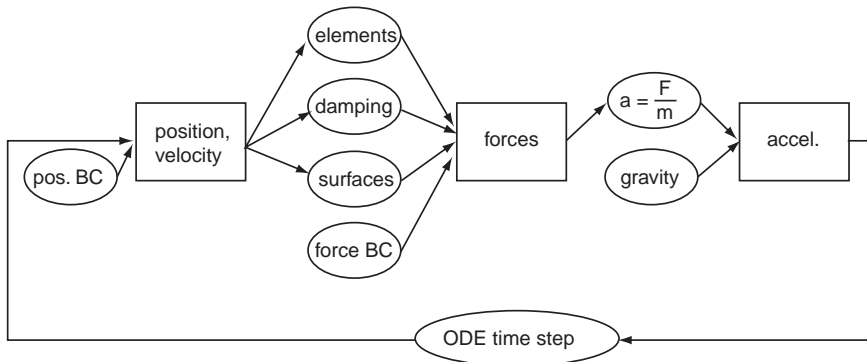 elements
damping
position,
velocity
pos. BC
surfaces
force BC
forces
a = F/m
gravity
accel.
ODE time step